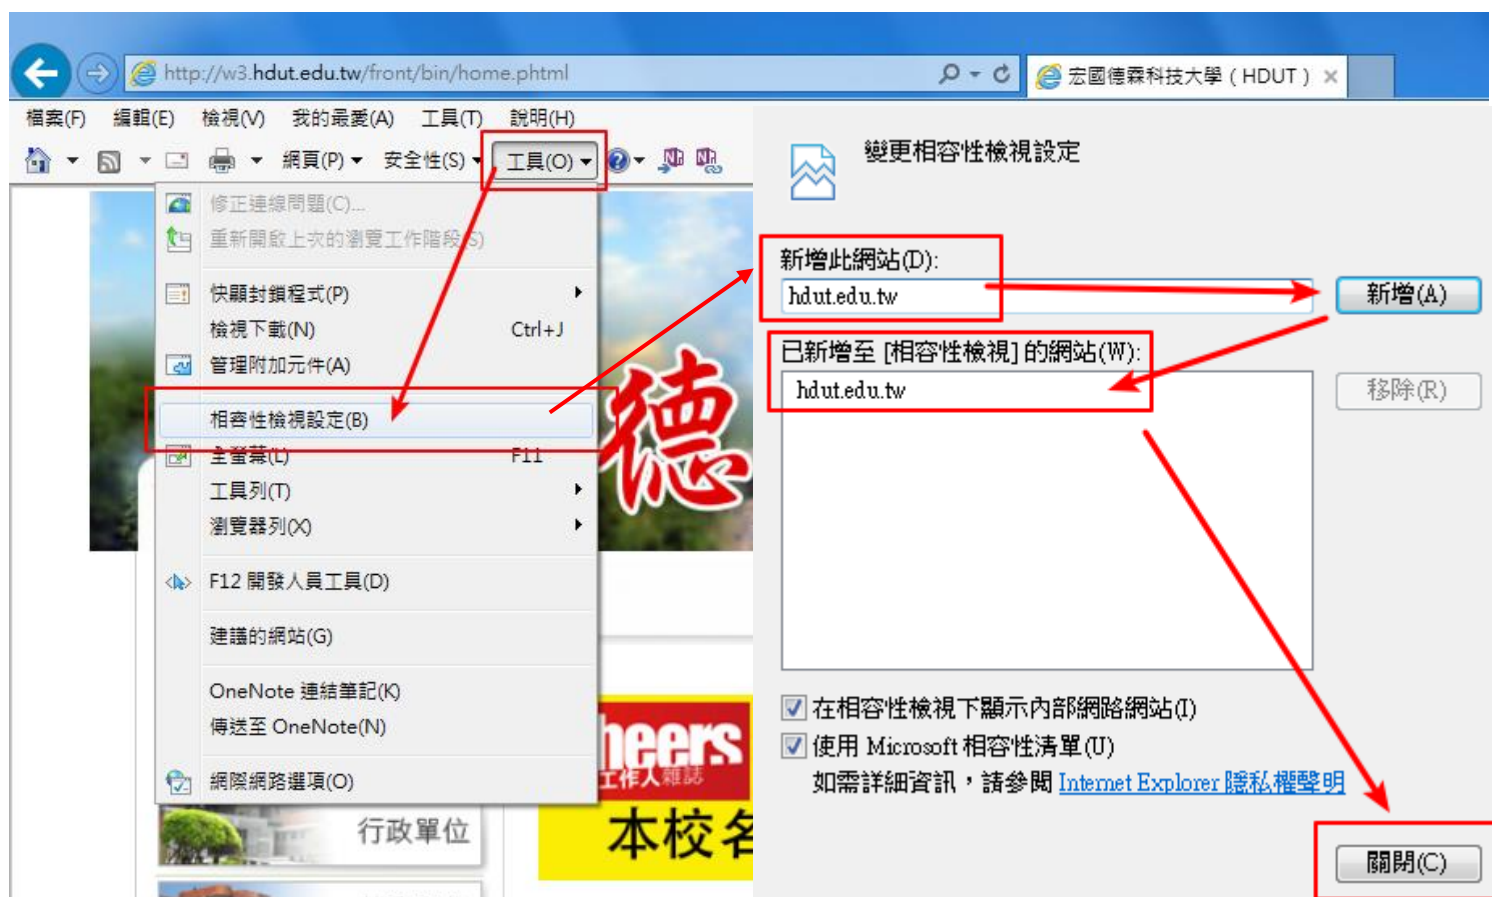 http://w3.hdut.edu.tw/front/bin/home.phtml
宏國德霖科技大學 ( HDUT )
檔案(F) 編輯(E) 檢視(V) 我的最愛(A) 工具(T) 說明(H)
網頁(P) 安全性(S) 工具(O)
修正連線問題(C)...
重新開啟上次的瀏覽工作階段(S)
快顯封鎖程式(P)
檢視下載(N) Ctrl+J
管理附加元件(A)
相容性檢視設定(B)
全螢幕(L) F11
工具列(T)
瀏覽器列(X)
F12 開發人員工具(D)
建議的網站(G)
OneNote 連結筆記(K)
傳送至 OneNote(N)
網際網路選項(O)
德
heers
工作人雜誌
行政單位
本校名
變更相容性檢視設定
新增此網站(D):
hdut.edu.tw
新增(A)
已新增至 [相容性檢視] 的網站(W):
hdut.edu.tw
移除(R)
在相容性檢視下顯示內部網路網站(I)
使用 Microsoft 相容性清單(U)
如需詳細資訊，請參閱 Internet Explorer 隱私權聲明
關閉(C)